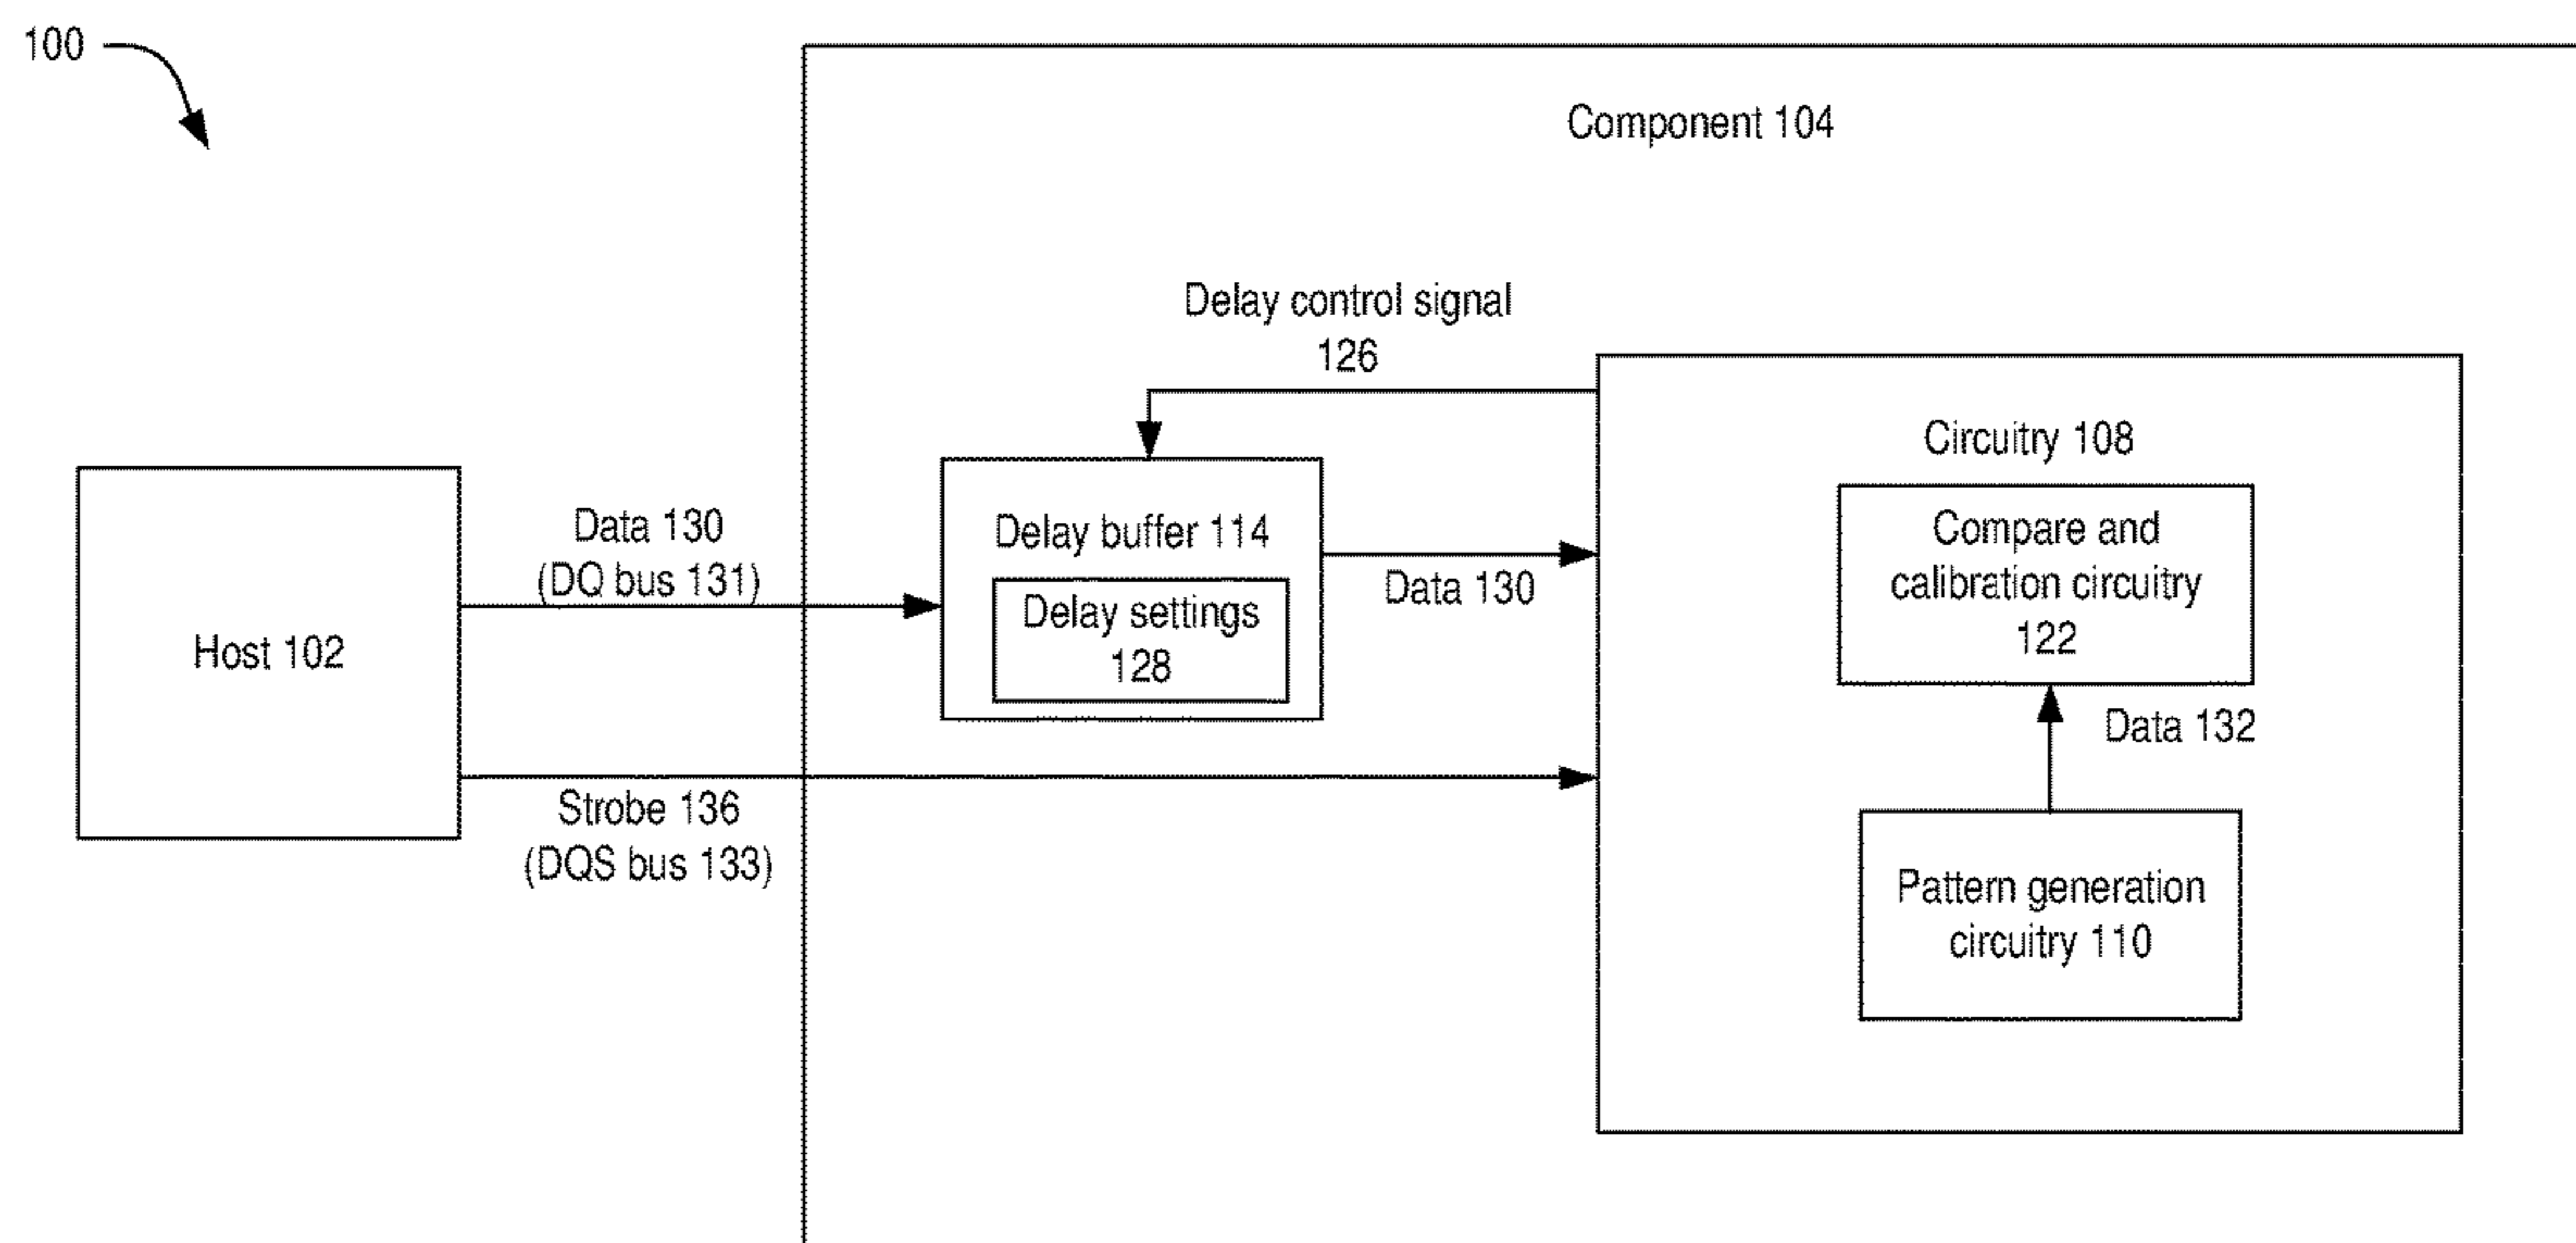 100
Component 104
Delay control signal
126
Circuitry 108
Data 130
(DQ bus 131)
Delay buffer 114
Delay settings
128
Data 130
Compare and
calibration circuitry
122
Host 102
Data 132
Strobe 136
(DQS bus 133)
Pattern generation
circuitry 110